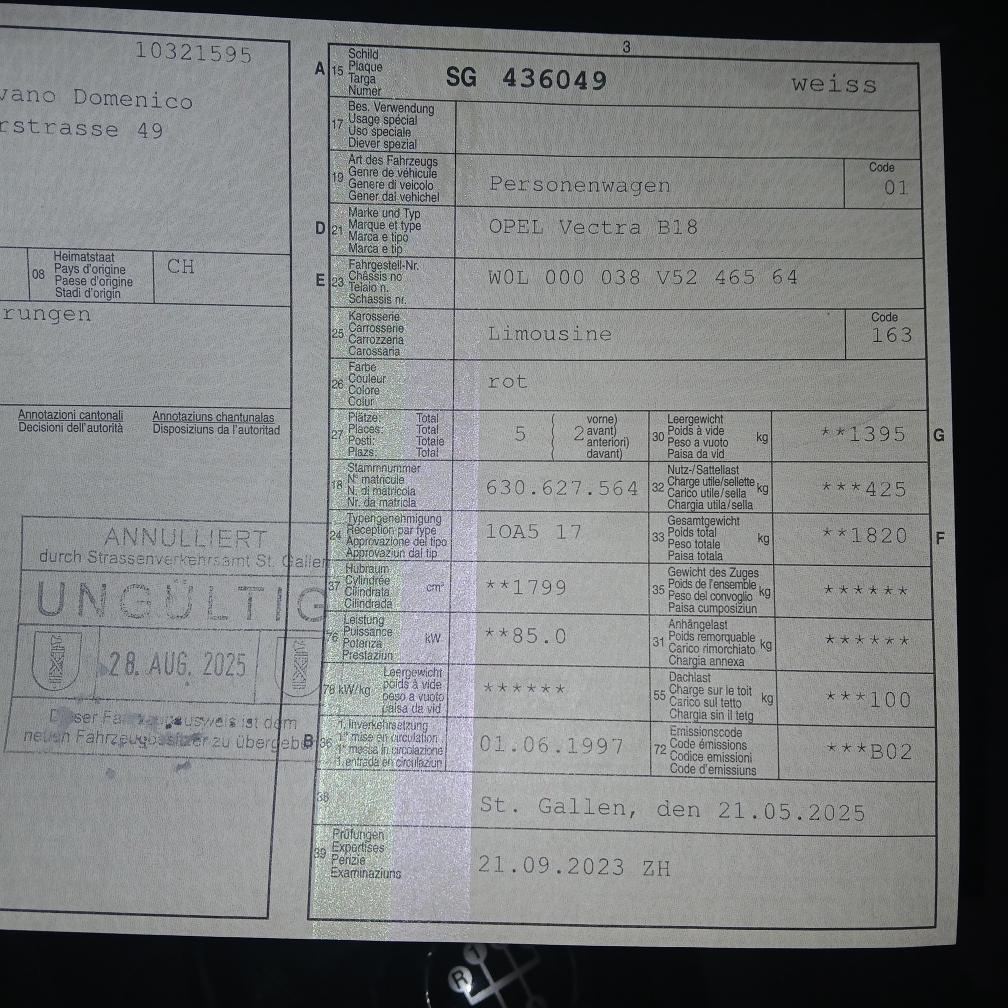 10321595
vano Domenico
rstrasse 49
08
Heimatstaat
Pays d'origine
Paese d'origine
Stadi d'origin
CH
rungen
Annotazioni cantonali
Decisioni dell'autorità
Annotaziuns chantunalas
Disposiziuns da l'autoritad
ANNULLIERT
durch Strassenverkehrsamt St. Gallen
UNGÜLTIG
28. AUG. 2025
Dieser Fahrzeugausweis ist dem
neuen Fahrzeugbesitzer zu übergeben
3
A 15
Schild
Plaque
Targa
Numer
SG 436049 weiss
17
Bes. Verwendung
Usage spécial
Uso speciale
Diever spezial
19
Art des Fahrzeugs
Genre de véhicule
Genere di veicolo
Gener dal vehichel
Personenwagen
Code
01
D 21
Marke und Typ
Marque et type
Marca e tipo
Marca e tip
OPEL Vectra B18
E 23
Fahrgestell-Nr.
Châssis no
Telaio n.
Schassis nr.
W0L 000 038 V52 465 64
25
Karosserie
Carrosserie
Carrozzeria
Carossaria
Limousine
Code
163
26
Farbe
Couleur
Colore
Colur
rot
27
Plätze: Total
Places: Total
Posti: Totale
Plazs: Total
5 ( 2
vorne)
avant)
anteriori)
davant)
30
Leergewicht
Poids à vide
Peso a vuoto
Paisa da vid
kg
**1395
G
18
Stammnummer
N° matricule
N. di matricola
Nr. da matricla
630.627.564
32
Nutz-/Sattellast
Charge utile/sellette
Carico utile/sella
Chargia utila/sella
kg
***425
24
Typengenehmigung
Réception par type
Approvazione del tipo
Approvaziun dal tip
1OA5 17
33
Gesamtgewicht
Poids total
Peso totale
Paisa totala
kg
**1820
F
37
Hubraum
Cylindrée
Cilindrata
Cilindrada
cm³
**1799
35
Gewicht des Zuges
Poids de l'ensemble
Peso del convoglio
Paisa cumposiziun
kg
******
76
Leistung
Puissance
Potenza
Prestaziun
kW
**85.0
31
Anhängelast
Poids remorquable
Carico rimorchiato
Chargia annexa
kg
******
78 kW/kg
Leergewicht
poids à vide
peso a vuoto
paisa da vid
******
55
Dachlast
Charge sur le toit
Carico sul tetto
Chargia sin il tetg
kg
***100
B 36
1. Inverkehrsetzung
1re mise en circulation
1a messa in circolazione
1. entrada en circulaziun
01.06.1997
72
Emissionscode
Code émissions
Codice emissioni
Code d'emissiuns
***B02
38
St. Gallen, den 21.05.2025
39
Prüfungen
Expertises
Perizie
Examinaziuns
21.09.2023 ZH
R 1